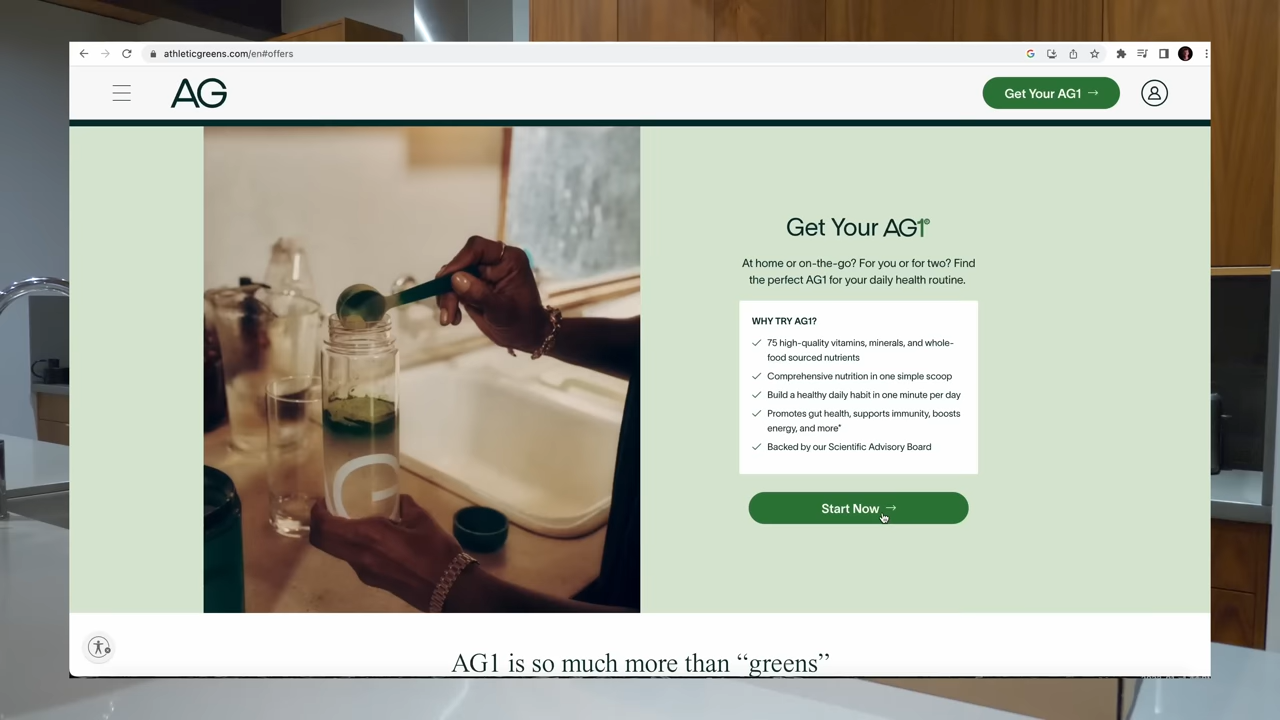 athleticgreens.com/en#offers
AG
Get Your AG1 →
Get Your AG1®
At home or on-the-go? For you or for two? Find
the perfect AG1 for your daily health routine.
WHY TRY AG1?
75 high-quality vitamins, minerals, and whole-
food sourced nutrients
Comprehensive nutrition in one simple scoop
Build a healthy daily habit in one minute per day
Promotes gut health, supports immunity, boosts
energy, and more*
Backed by our Scientific Advisory Board
Start Now →
AG1 is so much more than “greens”